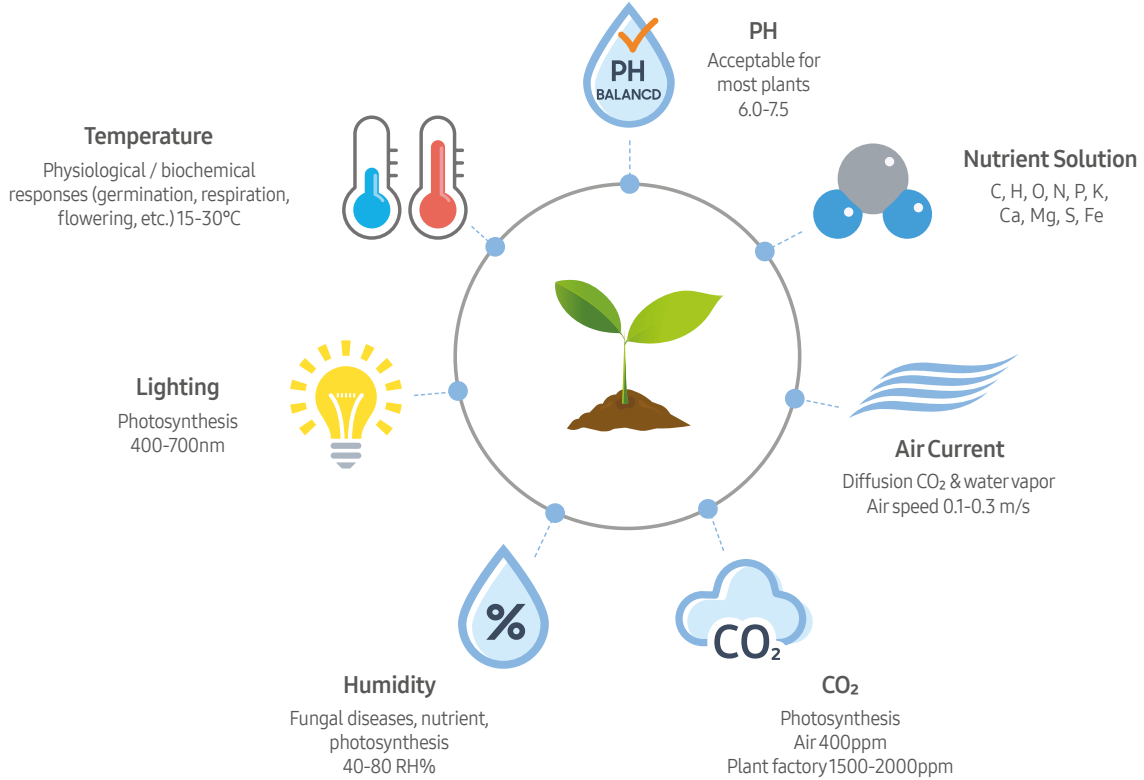 PH
BALANCD
PH
Acceptable for
most plants
6.0-7.5
Temperature
Physiological / biochemical
responses (germination, respiration,
flowering, etc.) 15-30°C
Nutrient Solution
C, H, O, N, P, K,
Ca, Mg, S, Fe
Lighting
Photosynthesis
400-700nm
Air Current
Diffusion CO₂ & water vapor
Air speed 0.1-0.3 m/s
%
Humidity
Fungal diseases, nutrient,
photosynthesis
40-80 RH%
CO₂
CO₂
Photosynthesis
Air 400ppm
Plant factory 1500-2000ppm